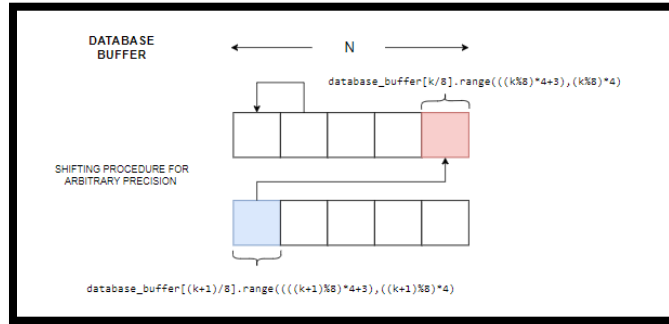 DATABASE
BUFFER
N
database_buffer[k/8].range(((k%8)*4+3),(k%8)*4)
SHIFTING PROCEDURE FOR
ARBITRARY PRECISION
database_buffer[(k+1)/8].range((((k+1)%8)*4+3),((k+1)%8)*4)